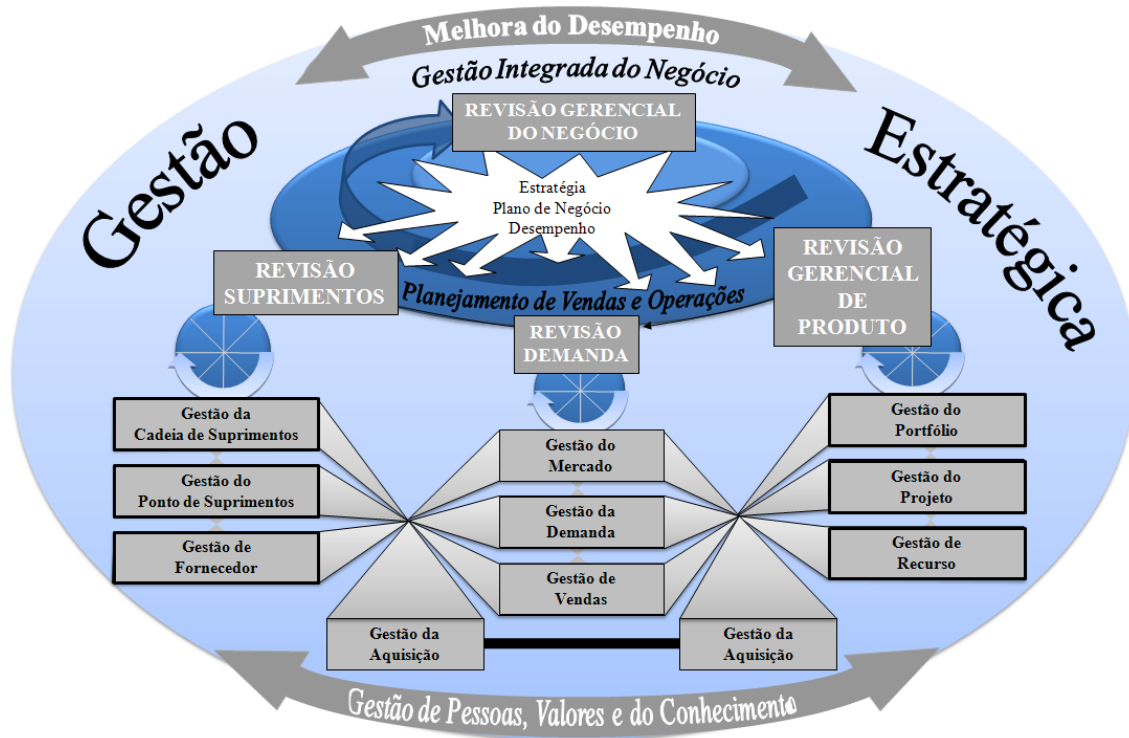 Melhora do Desempenho
Gestão Integrada do Negócio
Gestão
Estratégica
REVISÃO GERENCIAL
DO NEGÓCIO
Estratégia
Plano de Negócio
Desempenho
REVISÃO
SUPRIMENTOS
REVISÃO
GERENCIAL
DE
PRODUTO
Planejamento de Vendas e Operações
REVISÃO
DEMANDA
Gestão da
Cadeia de Suprimentos
Gestão do
Ponto de Suprimentos
Gestão de
Fornecedor
Gestão do
Mercado
Gestão da
Demanda
Gestão de
Vendas
Gestão do
Portfólio
Gestão do
Projeto
Gestão de
Recurso
Gestão da
Aquisição
Gestão da
Aquisição
Gestão de Pessoas, Valores e do Conhecimento